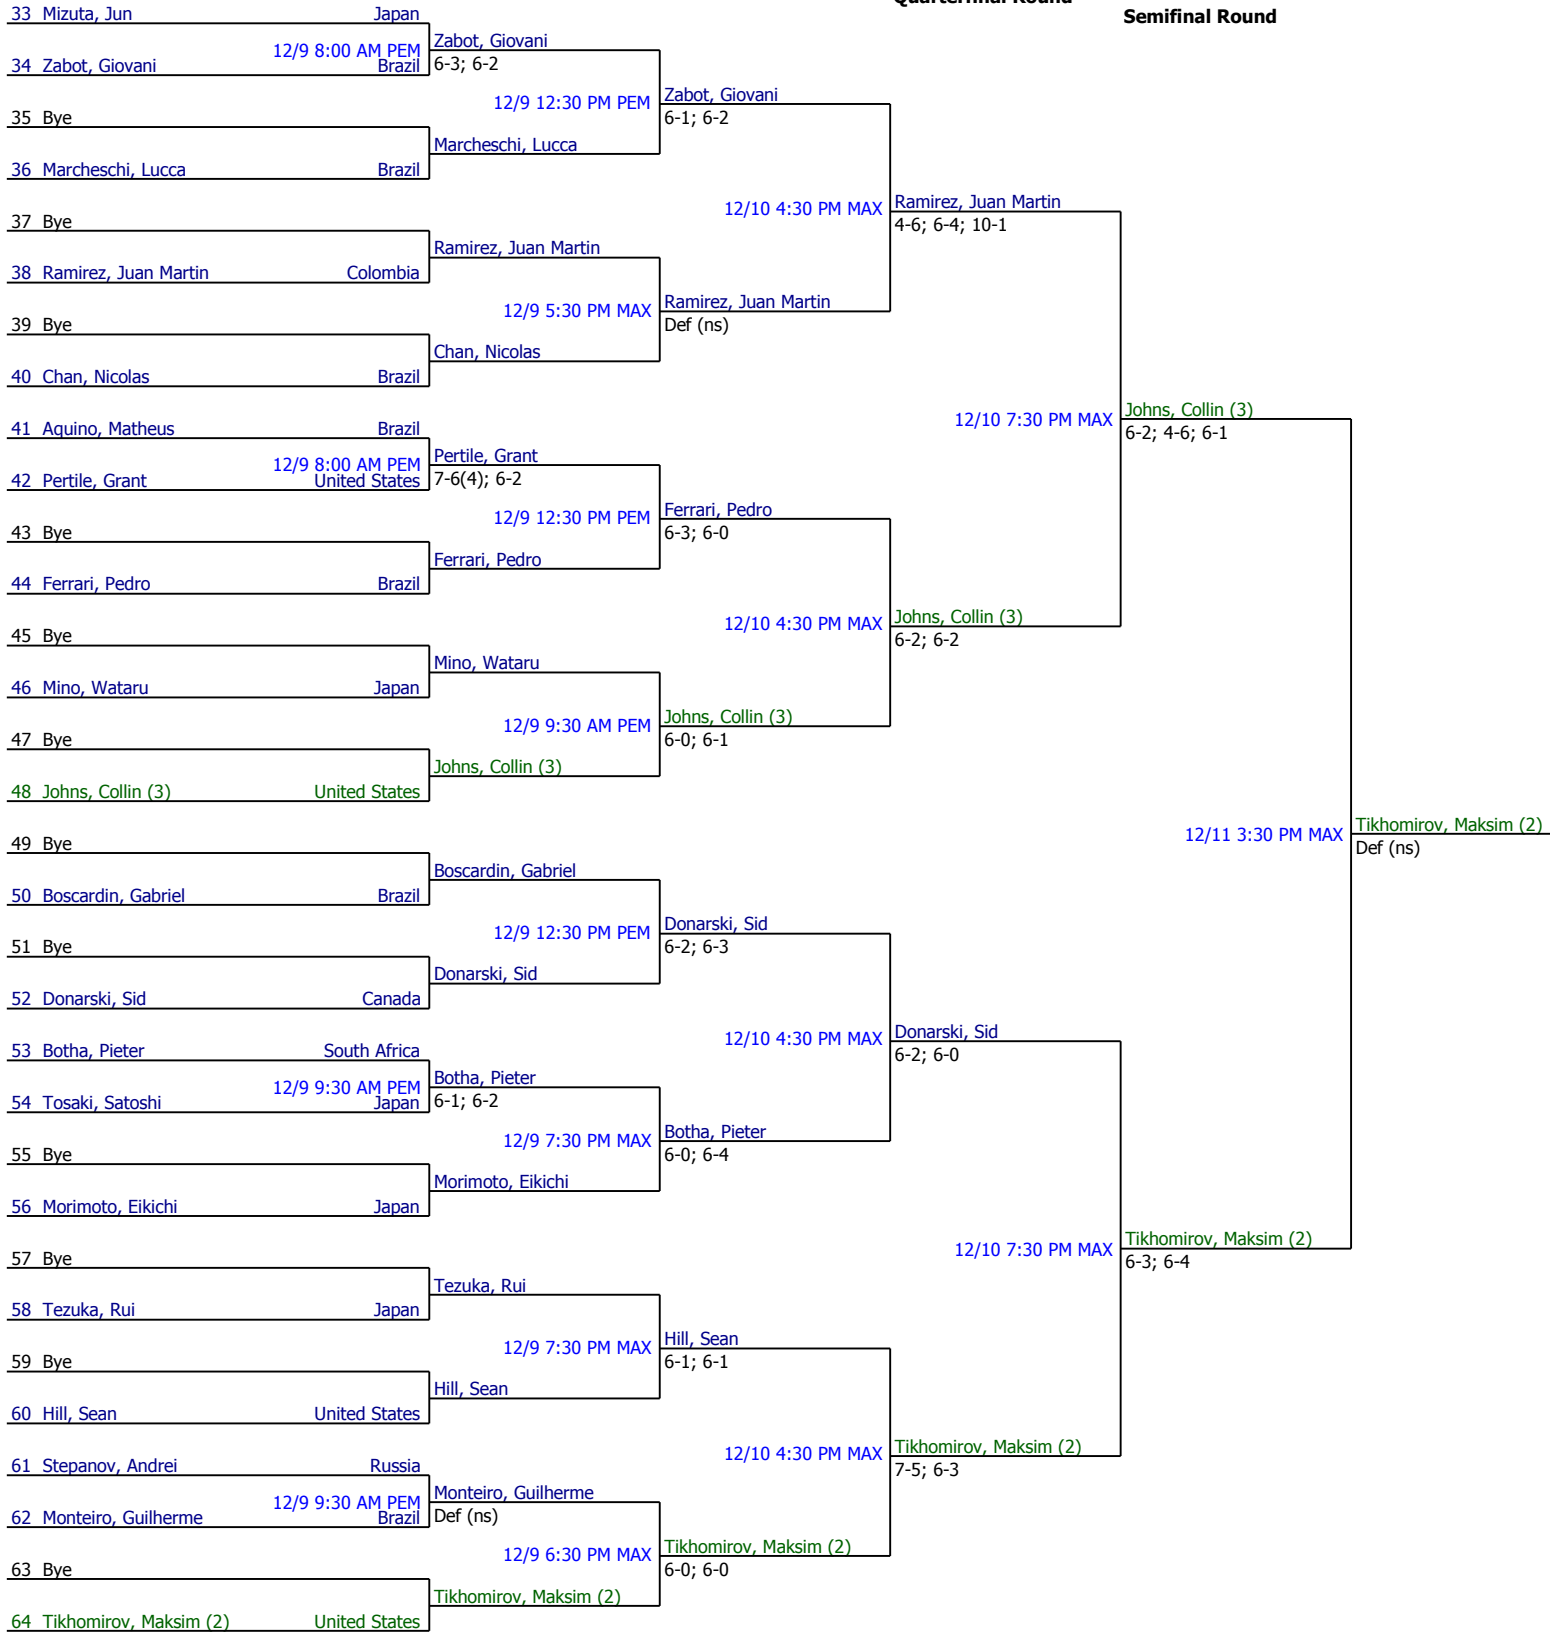 Quarterfinal Round
Semifinal Round
33 Mizuta, Jun Japan
12/9 8:00 AM PEM
34 Zabot, Giovani Brazil
35 Bye
36 Marcheschi, Lucca Brazil
37 Bye
38 Ramirez, Juan Martin Colombia
39 Bye
40 Chan, Nicolas Brazil
41 Aquino, Matheus Brazil
12/9 8:00 AM PEM
42 Pertile, Grant United States
43 Bye
44 Ferrari, Pedro Brazil
45 Bye
46 Mino, Wataru Japan
47 Bye
48 Johns, Collin (3) United States
49 Bye
50 Boscardin, Gabriel Brazil
51 Bye
52 Donarski, Sid Canada
53 Botha, Pieter South Africa
12/9 9:30 AM PEM
54 Tosaki, Satoshi Japan
55 Bye
56 Morimoto, Eikichi Japan
57 Bye
58 Tezuka, Rui Japan
59 Bye
60 Hill, Sean United States
61 Stepanov, Andrei Russia
12/9 9:30 AM PEM
62 Monteiro, Guilherme Brazil
63 Bye
64 Tikhomirov, Maksim (2) United States
Zabot, Giovani
6-3; 6-2
12/9 12:30 PM PEM
Marcheschi, Lucca
Ramirez, Juan Martin
12/9 5:30 PM MAX
Chan, Nicolas
Pertile, Grant
7-6(4); 6-2
12/9 12:30 PM PEM
Ferrari, Pedro
Mino, Wataru
12/9 9:30 AM PEM
Johns, Collin (3)
Boscardin, Gabriel
12/9 12:30 PM PEM
Donarski, Sid
Botha, Pieter
6-1; 6-2
12/9 7:30 PM MAX
Morimoto, Eikichi
Tezuka, Rui
12/9 7:30 PM MAX
Hill, Sean
Monteiro, Guilherme
Def (ns)
12/9 6:30 PM MAX
Tikhomirov, Maksim (2)
Zabot, Giovani
6-1; 6-2
12/10 4:30 PM MAX
Ramirez, Juan Martin
Def (ns)
Ferrari, Pedro
6-3; 6-0
12/10 4:30 PM MAX
Johns, Collin (3)
6-0; 6-1
Donarski, Sid
6-2; 6-3
12/10 4:30 PM MAX
Botha, Pieter
6-0; 6-4
Hill, Sean
6-1; 6-1
12/10 4:30 PM MAX
Tikhomirov, Maksim (2)
6-0; 6-0
Ramirez, Juan Martin
4-6; 6-4; 10-1
12/10 7:30 PM MAX
Johns, Collin (3)
6-2; 6-2
Donarski, Sid
6-2; 6-0
12/10 7:30 PM MAX
Tikhomirov, Maksim (2)
7-5; 6-3
Johns, Collin (3)
6-2; 4-6; 6-1
12/11 3:30 PM MAX
Tikhomirov, Maksim (2)
6-3; 6-4
Tikhomirov, Maksim (2)
Def (ns)